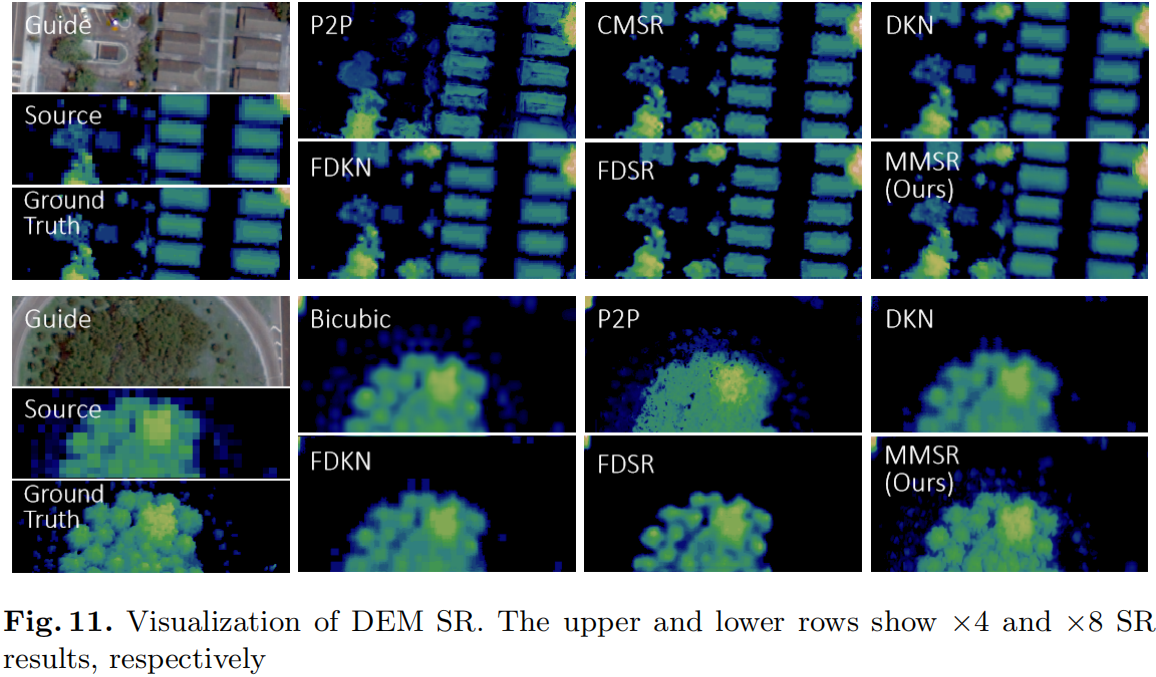 Guide
P2P
CMSR
DKN
Source
FDKN
FDSR
MMSR
(Ours)
Ground
Truth
Guide
Bicubic
P2P
DKN
Source
FDKN
FDSR
MMSR
(Ours)
Ground
Truth
Fig. 11. Visualization of DEM SR. The upper and lower rows show ×4 and ×8 SR
results, respectively